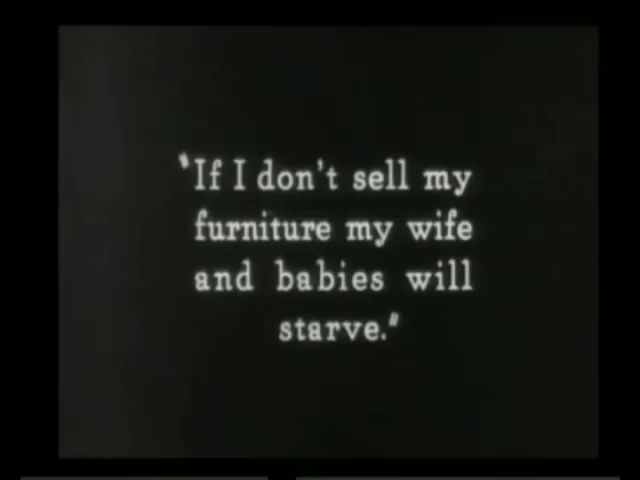 "If I don't sell my
furniture my wife
and babies will
starve."